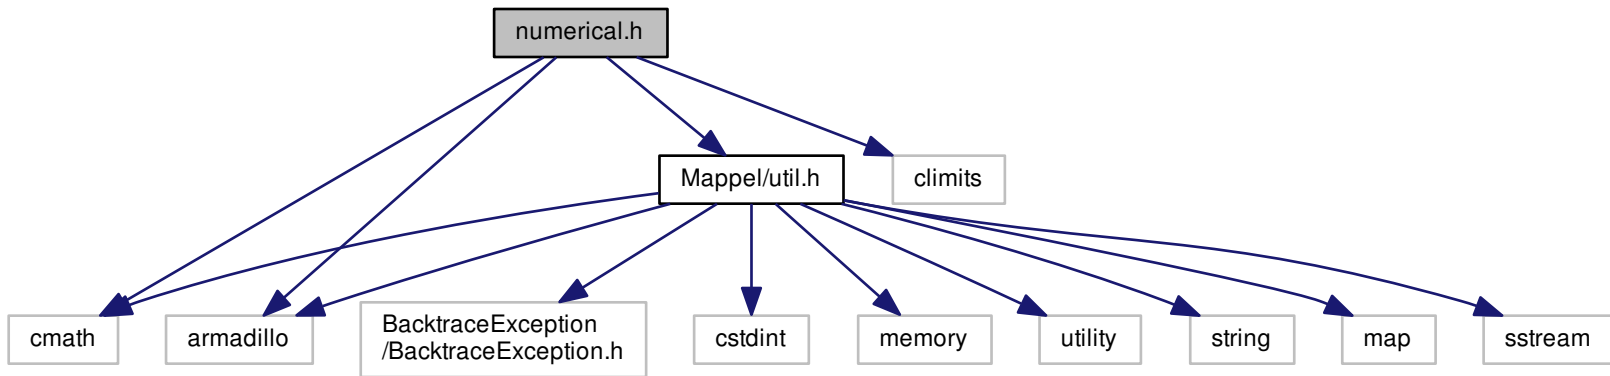 numerical.h
Mappel/util.h
climits
cmath
armadillo
BacktraceException
/BacktraceException.h
cstdint
memory
utility
string
map
sstream